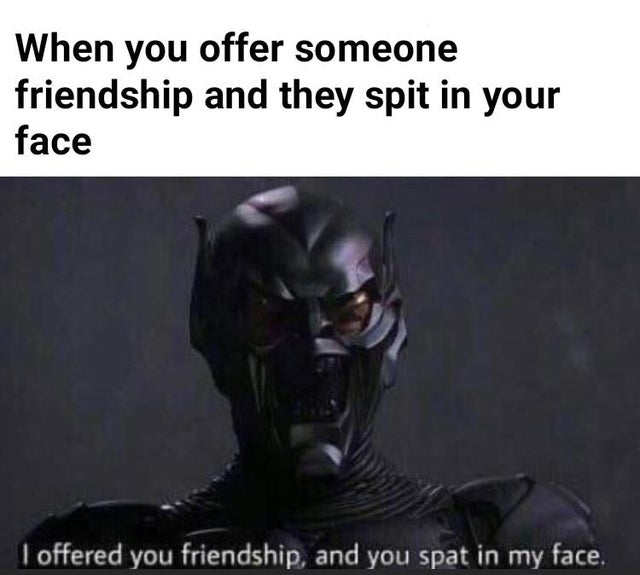 When you offer someone
friendship and they spit in your
face
I offered you friendship, and you spat in my face.